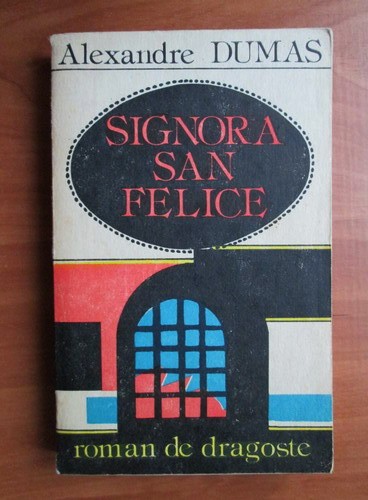 Alexandre DUMAS
SIGNORA
SAN
FELICE
roman de dragoste